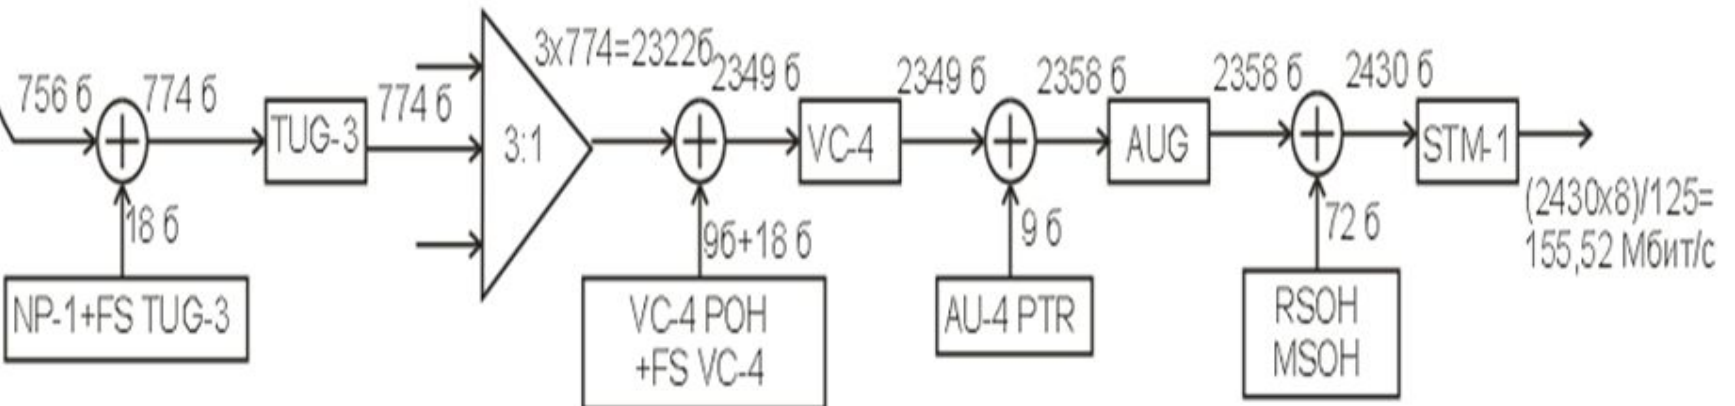 756 б
774 б
TUG-3
774 б
3:1
3x774=2322б
2349 б
VC-4
2349 б
2358 б
AUG
2358 б
2430 б
STM-1
(2430x8)/125=
155,52 Мбит/с
18 б
NP-1+FS TUG-3
9б+18 б
VC-4 POH
+FS VC-4
9 б
AU-4 PTR
72 б
RSOH
MSOH